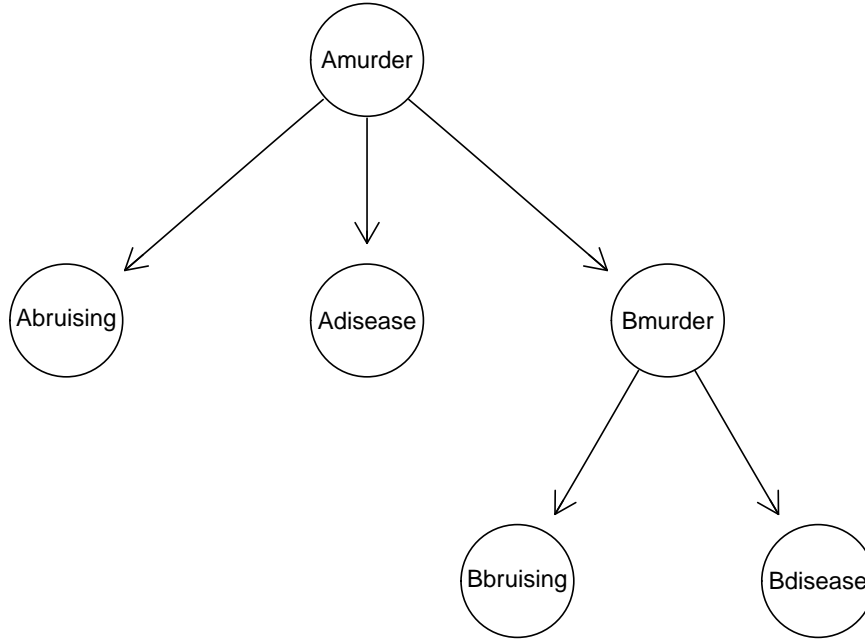 Amurder
Abruising
Adisease
Bmurder
Bbruising
Bdisease